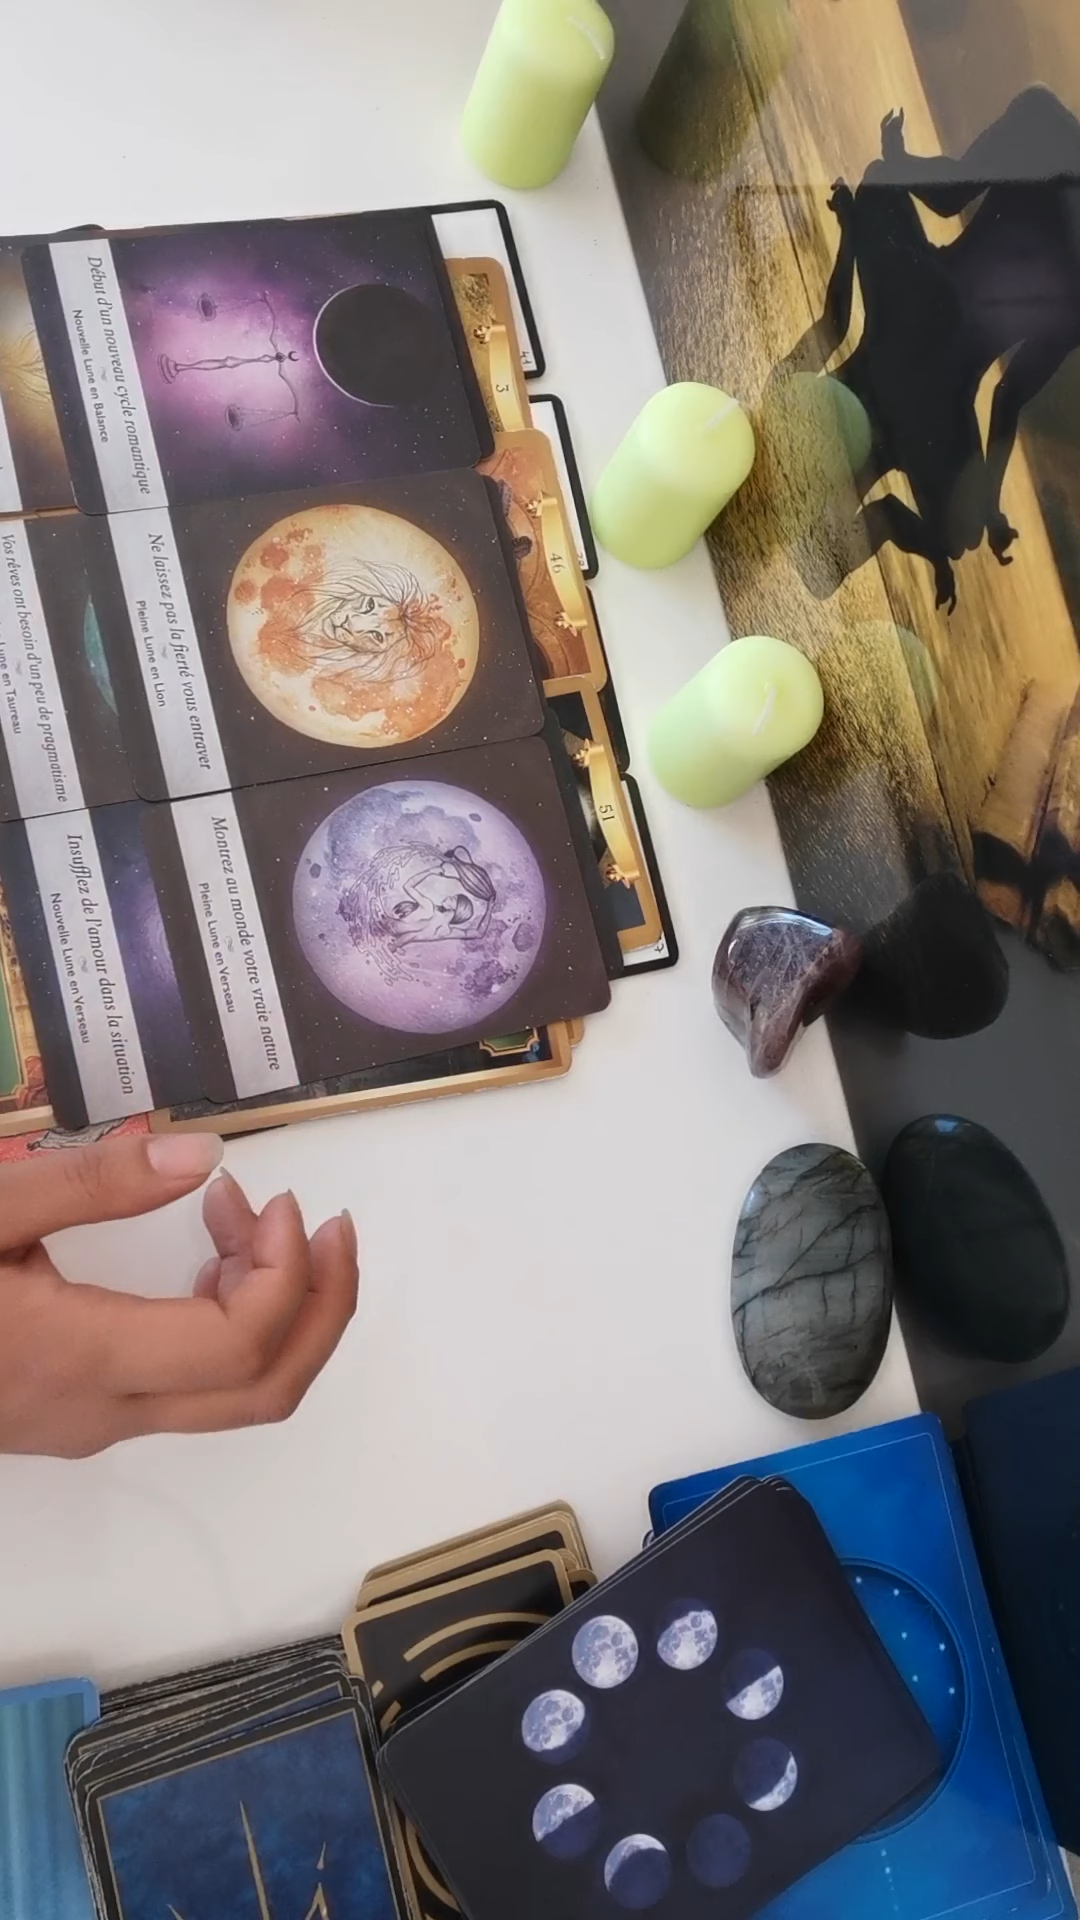 Début d'un nouveau cycle romantique
Nouvelle Lune en Balance
Ne laissez pas la fierté vous entraver
Pleine Lune en Lion
Montrez au monde votre vraie nature
Pleine Lune en Verseau
Vos rêves ont besoin d'un peu de pragmatisme
Lune en Taureau
Insufflez de l'amour dans la situation
Nouvelle Lune en Verseau
3
46
51